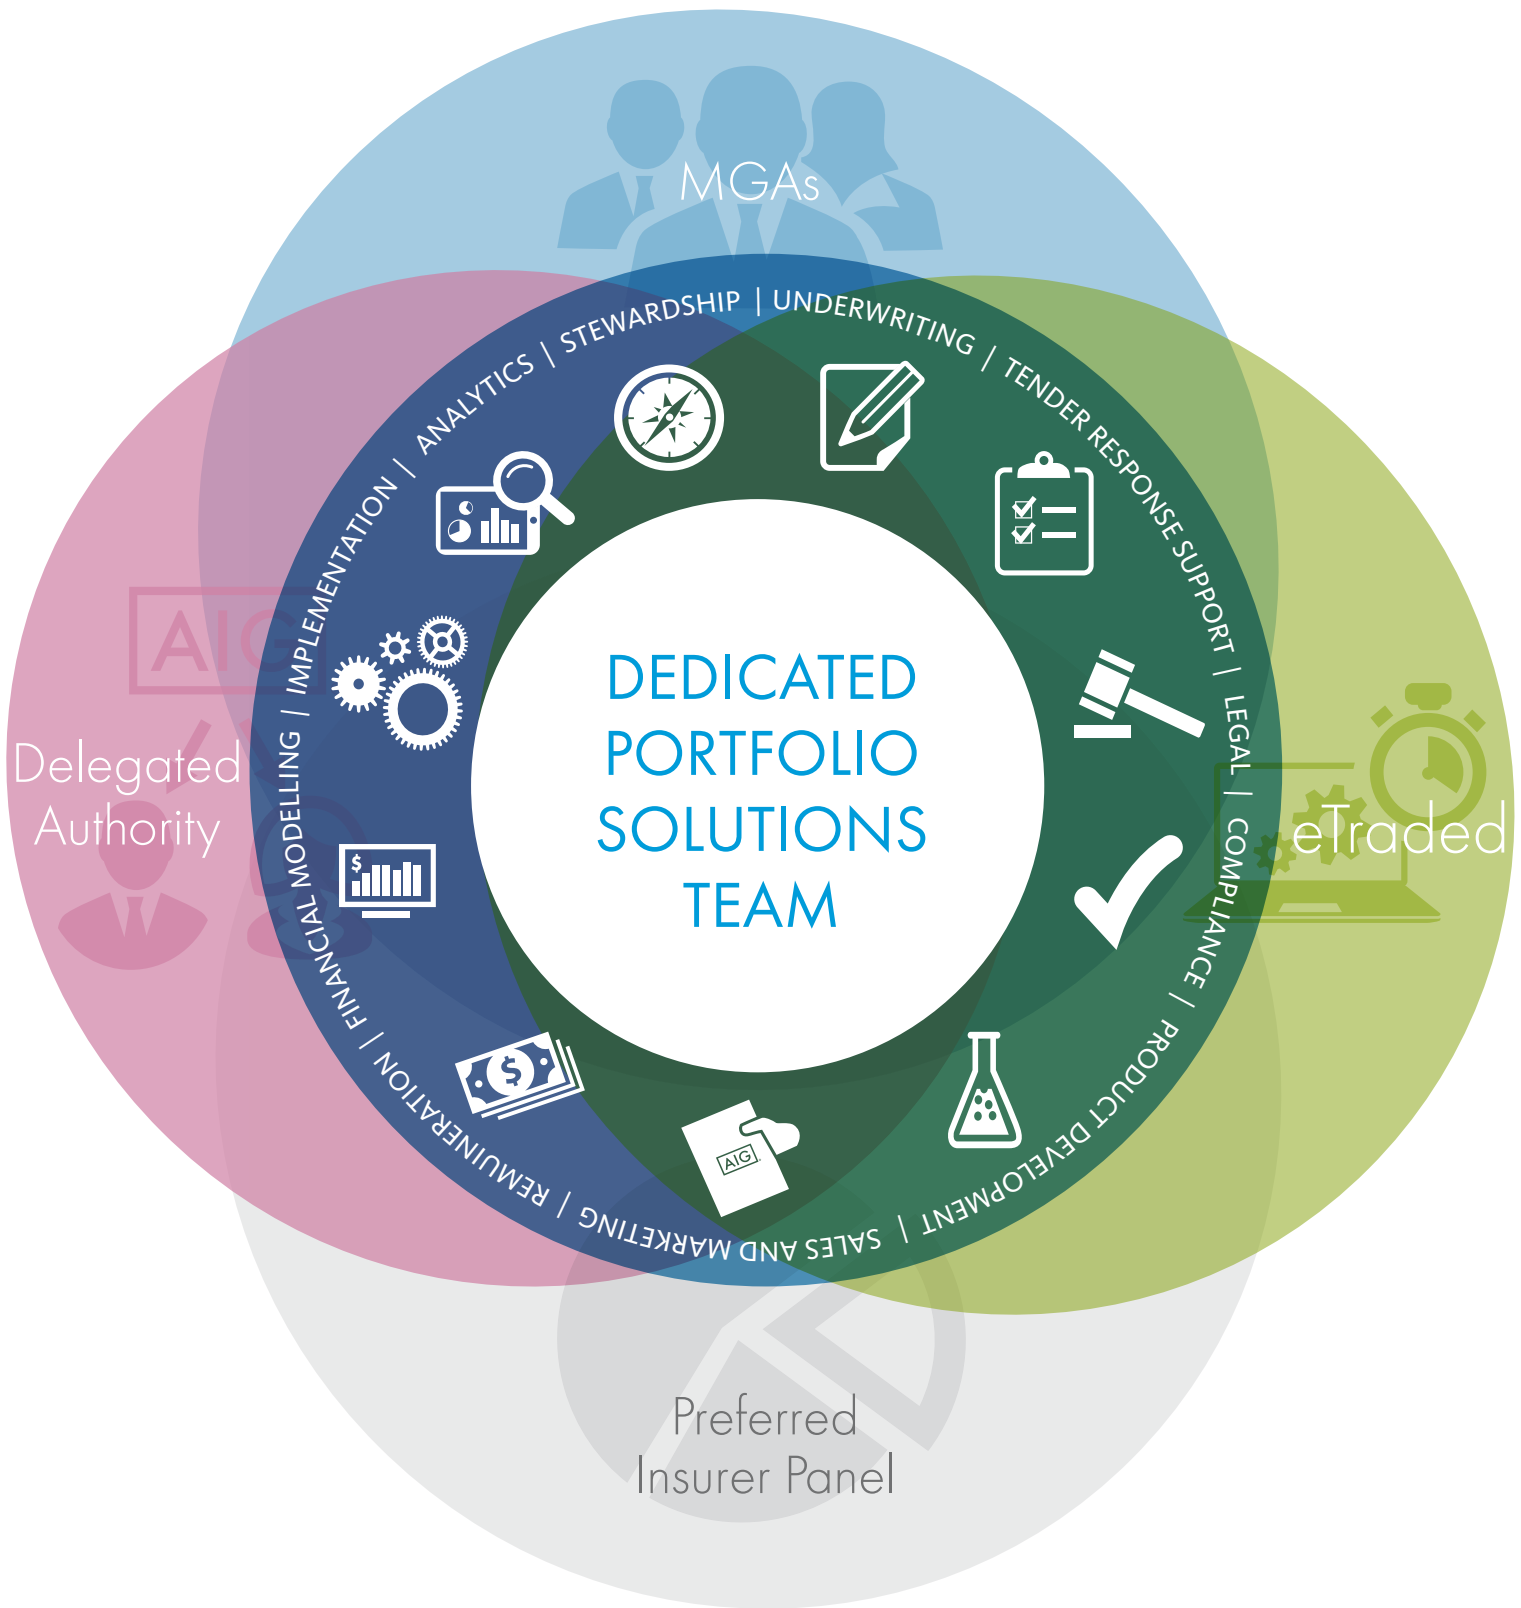 MGAs
STEWARDSHIP | UNDERWRITING | TENDER RESPONSE SUPPORT | LEGAL | COMPLIANCE | PRODUCT DEVELOPMENT | SALES AND MARKETING | REMUINERATION | FINANCIAL MODELLING | IMPLEMENTATION | ANALYTICS |
DEDICATED
PORTFOLIO
SOLUTIONS
TEAM
AIG
Delegated
Authority
$
eTraded
$
AIG
Preferred
Insurer Panel